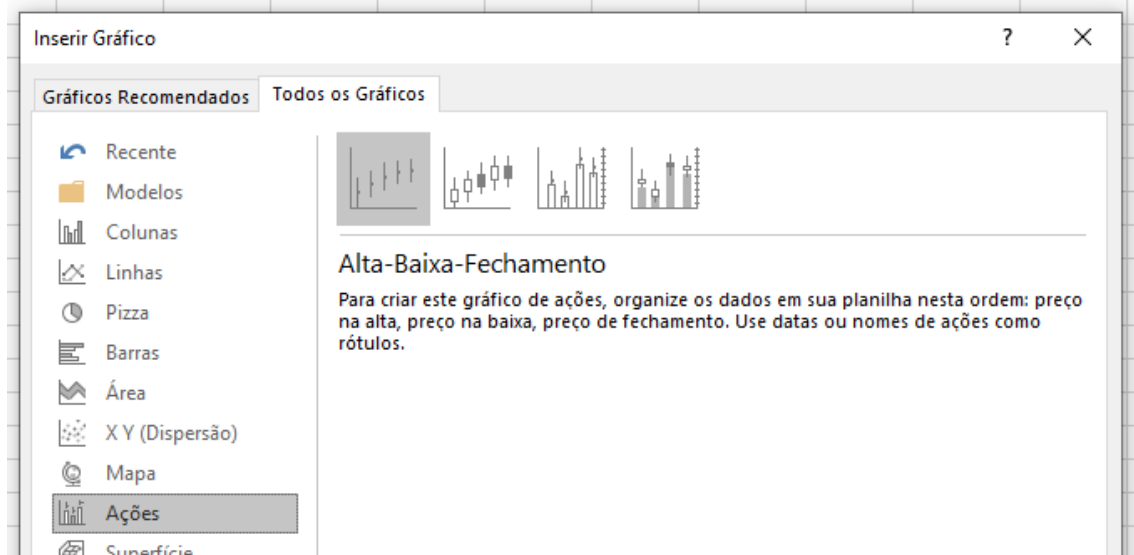 Inserir Gráfico
?
Gráficos Recomendados
Todos os Gráficos
Recente
Modelos
Colunas
Linhas
Pizza
Barras
Área
X Y (Dispersão)
Mapa
Ações
Superfície
Alta-Baixa-Fechamento
Para criar este gráfico de ações, organize os dados em sua planilha nesta ordem: preço
na alta, preço na baixa, preço de fechamento. Use datas ou nomes de ações como
rótulos.